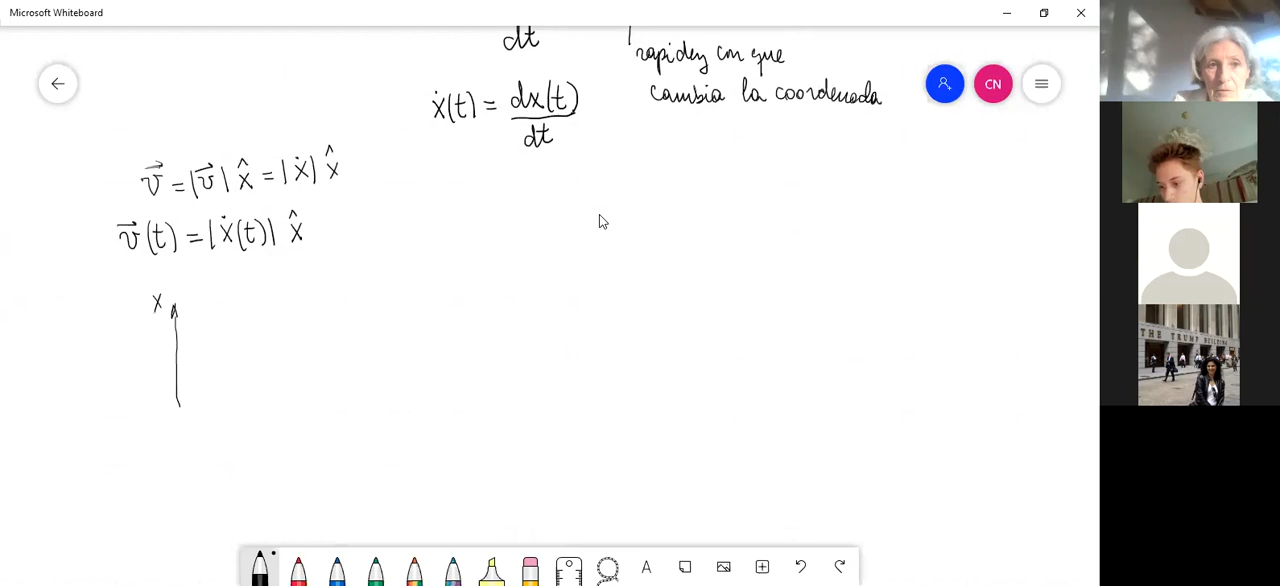 Microsoft Whiteboard
dt
rapidez con que
cambia la coordenada
ẋ(t) = dx(t)
dt
v⃗ = |v⃗| x̂ = |ẋ| x̂
v⃗(t) = |ẋ(t)| x̂
x
CN
A
THE TRUMP BUILDING